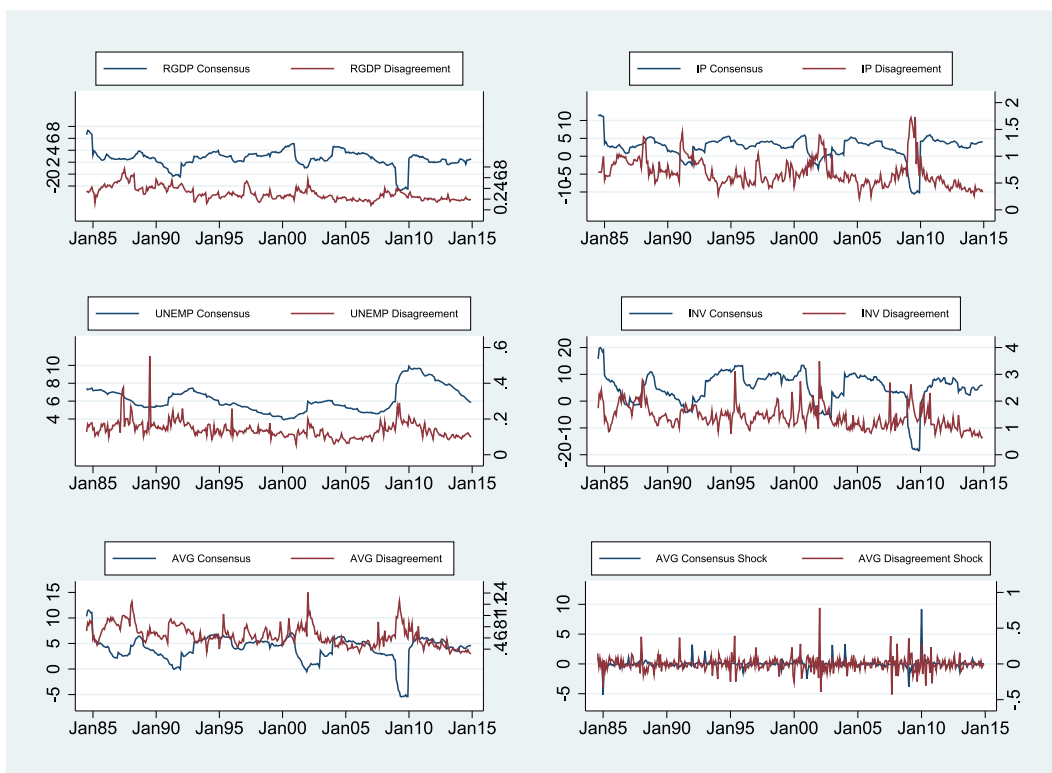 RGDP Consensus RGDP Disagreement
-202468
0.2468
Jan85 Jan90 Jan95 Jan00 Jan05 Jan10 Jan15
IP Consensus IP Disagreement
-10 -5 0 5 10
0 .5 1 1.5 2
Jan85 Jan90 Jan95 Jan00 Jan05 Jan10 Jan15
UNEMP Consensus UNEMP Disagreement
4 6 8 10
0 .2 .4 .6
Jan85 Jan90 Jan95 Jan00 Jan05 Jan10 Jan15
INV Consensus INV Disagreement
-20 -10 0 10 20
0 1 2 3 4
Jan85 Jan90 Jan95 Jan00 Jan05 Jan10 Jan15
AVG Consensus AVG Disagreement
-5 0 5 10 15
Jan85 Jan90 Jan95 Jan00 Jan05 Jan10 Jan15
AVG Consensus Shock AVG Disagreement Shock
-5 0 5 10
-.5 0 .5 1
Jan85 Jan90 Jan95 Jan00 Jan05 Jan10 Jan15